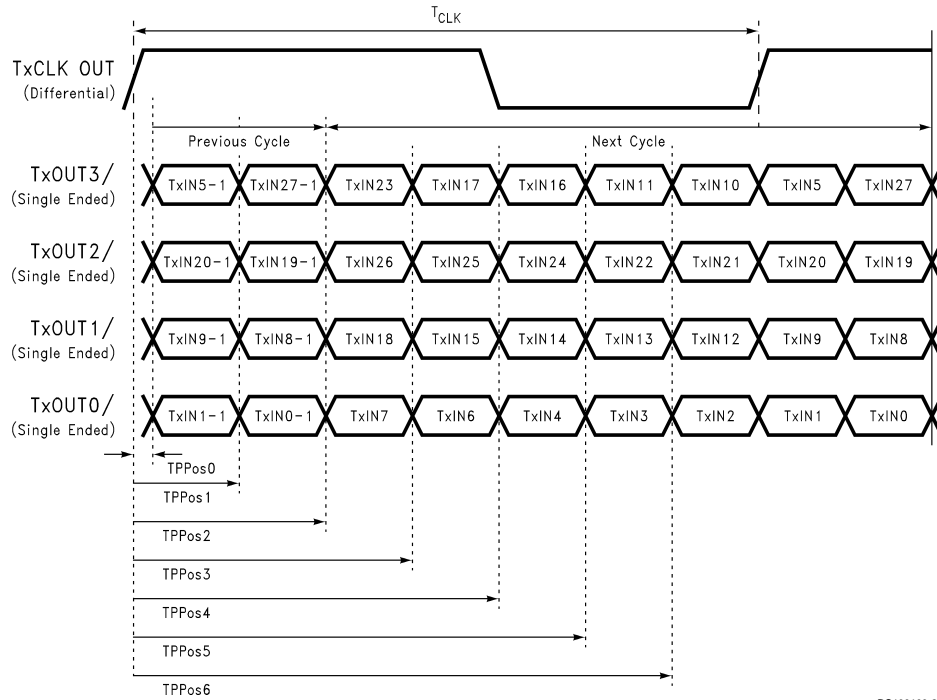 TCLK
TxCLK OUT
(Differential)
Previous Cycle
Next Cycle
TxOUT3/
(Single Ended)
TxIN5-1 TxIN27-1 TxIN23 TxIN17 TxIN16 TxIN11 TxIN10 TxIN5 TxIN27
TxOUT2/
(Single Ended)
TxIN20-1 TxIN19-1 TxIN26 TxIN25 TxIN24 TxIN22 TxIN21 TxIN20 TxIN19
TxOUT1/
(Single Ended)
TxIN9-1 TxIN8-1 TxIN18 TxIN15 TxIN14 TxIN13 TxIN12 TxIN9 TxIN8
TxOUT0/
(Single Ended)
TxIN1-1 TxIN0-1 TxIN7 TxIN6 TxIN4 TxIN3 TxIN2 TxIN1 TxIN0
TPPos0
TPPos1
TPPos2
TPPos3
TPPos4
TPPos5
TPPos6